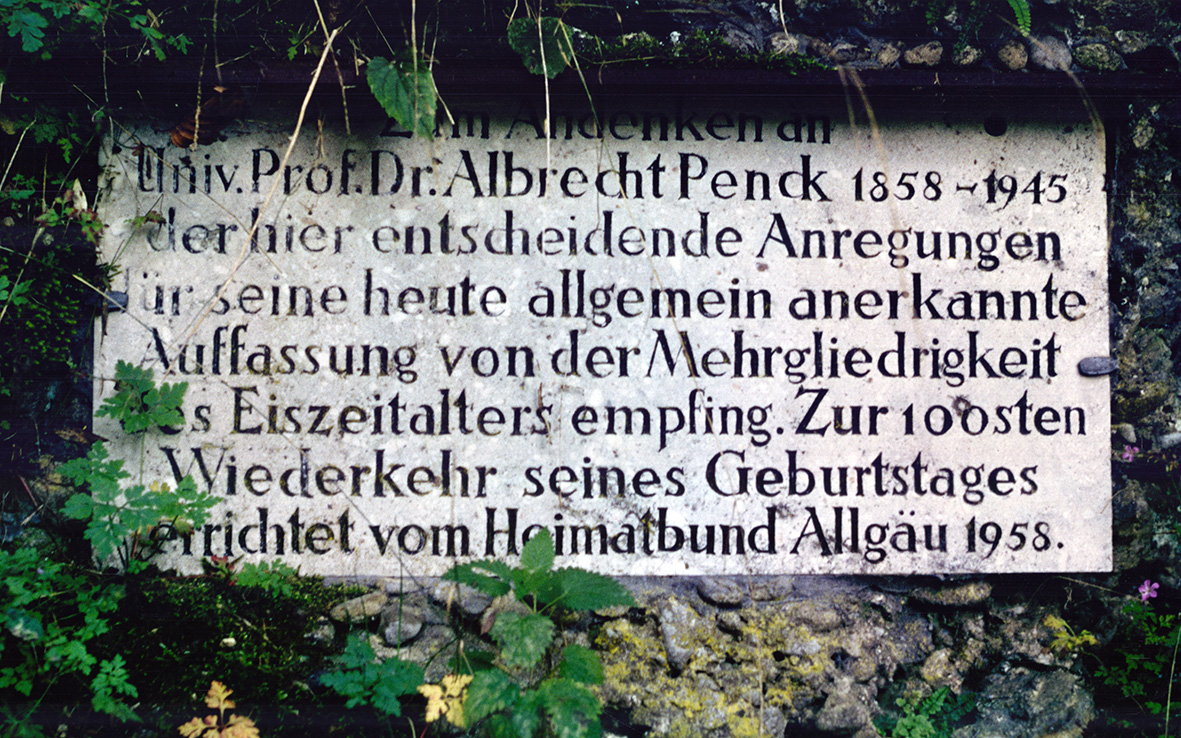 Zum Andenken an
Univ. Prof. Dr. Albrecht Penck 1858 - 1945
der hier entscheidende Anregungen
für seine heute allgemein anerkannte
Auffassung von der Mehrgliedrigkeit
des Eiszeitalters empfing. Zur 100sten
Wiederkehr seines Geburtstages
errichtet vom Heimatbund Allgäu 1958.